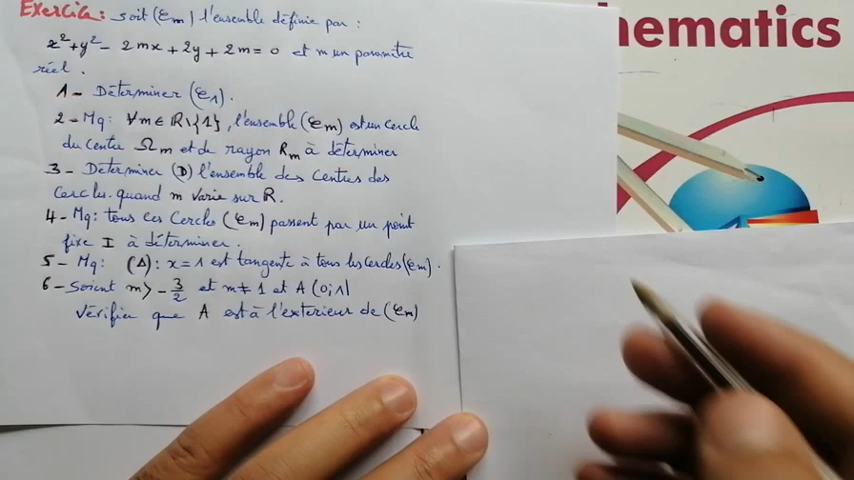 Exercice: soit (Cm) l'ensemble définie par:
x²+y²- 2mx+2y+2m=0 et m un paramètre
réel.
1- Déterminer (C1).
2- Mq: ∀m∈ℝ\{1}, l'ensemble (Cm) est un cercle
du centre Ωm et de rayon Rm à déterminer
3- Déterminer (D) l'ensemble des centres des
cercles quand m varie sur ℝ.
4- Mq: tous ces cercles (Cm) passent par un point
fixe I à déterminer.
5- Mq: (Δ): x=1 est tangente à tous les cercles (Cm).
6- Soient m> -3/2 et m≠1 et A(0;1)
Vérifier que A est à l'exterieur de (Cm)
hematics